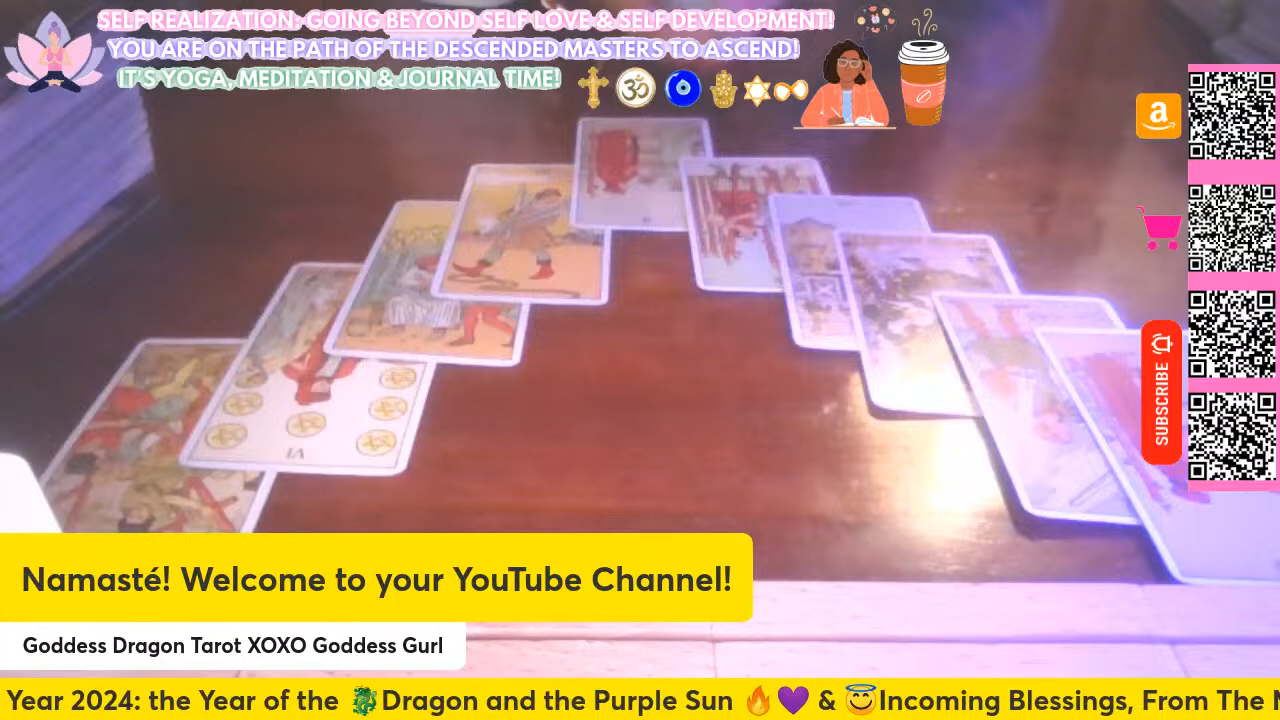 SELF REALIZATION: GOING BEYOND SELF LOVE & SELF DEVELOPMENT!
YOU ARE ON THE PATH OF THE DESCENDED MASTERS TO ASCEND!
IT'S YOGA, MEDITATION & JOURNAL TIME!
SUBSCRIBE
VI
Namasté! Welcome to your YouTube Channel!
Goddess Dragon Tarot XOXO Goddess Gurl
Year 2024: the Year of the 🐉Dragon and the Purple Sun 🔥💜 & 😇Incoming Blessings, From The